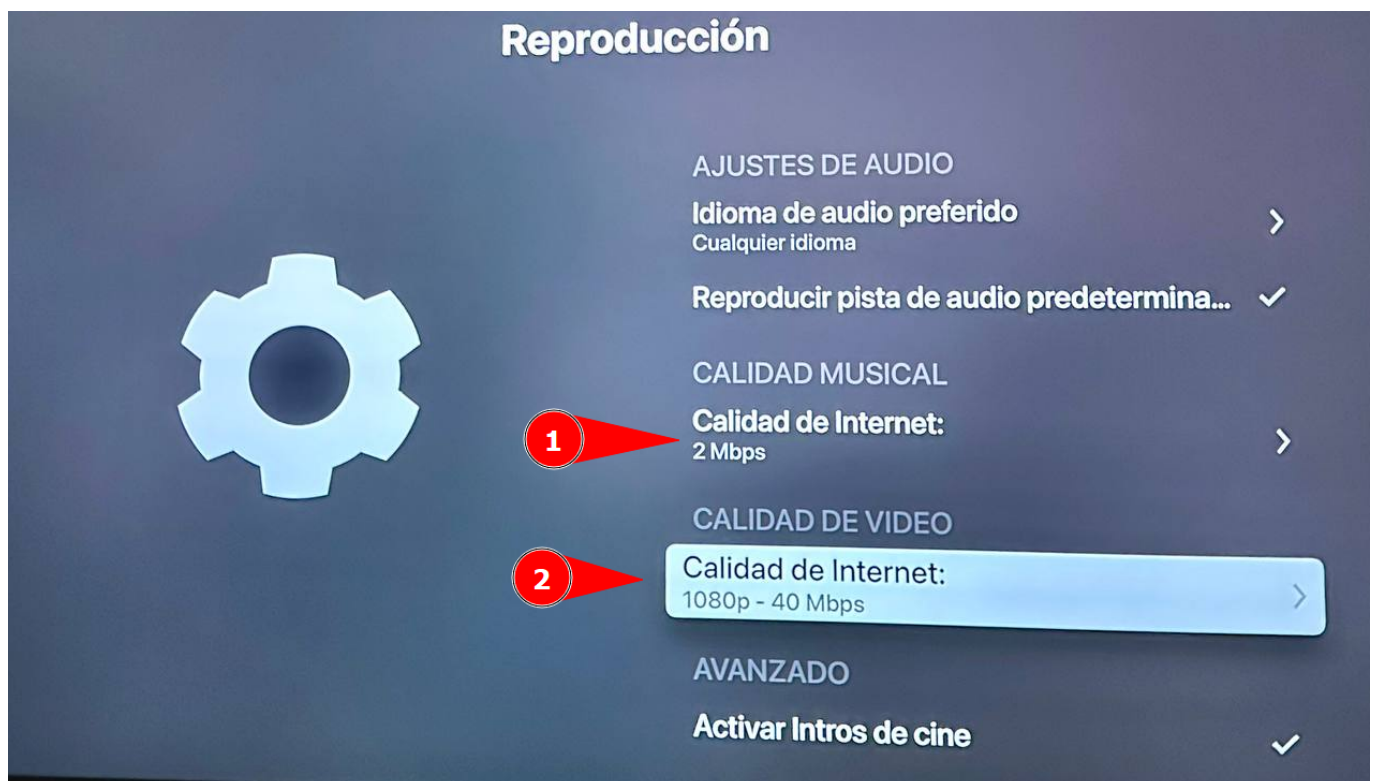 Reproducción
AJUSTES DE AUDIO
Idioma de audio preferido
Cualquier idioma
Reproducir pista de audio predetermina...
CALIDAD MUSICAL
Calidad de Internet:
1
2 Mbps
CALIDAD DE VIDEO
Calidad de Internet:
2
1080p - 40 Mbps
AVANZADO
Activar Intros de cine